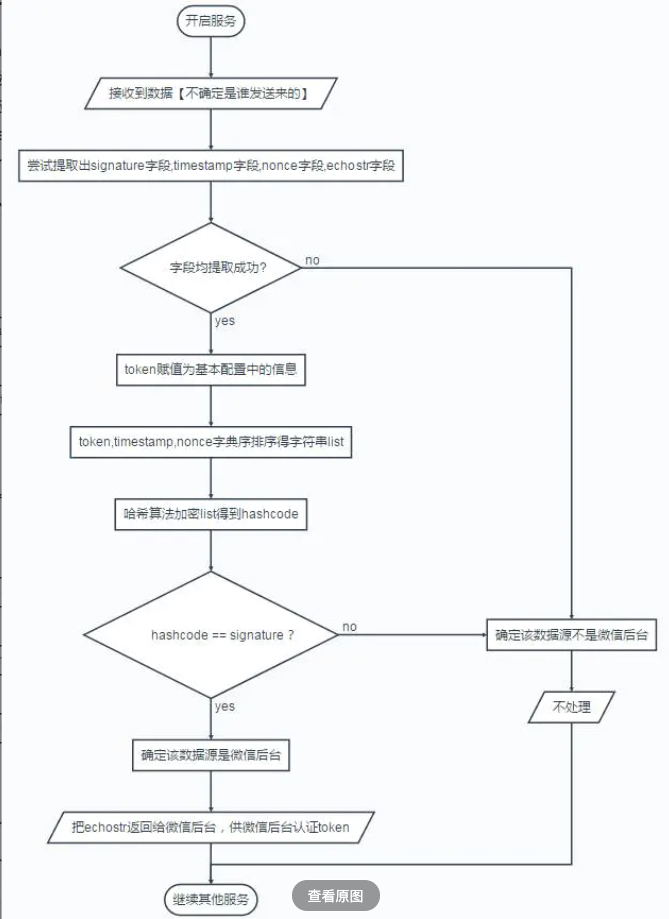 开启服务
接收到数据【不确定是谁发送来的】
尝试提取出signature字段,timestamp字段,nonce字段,echostr字段
字段均提取成功?
no
yes
token赋值为基本配置中的信息
token,timestamp,nonce字典序排序得字符串list
哈希算法加密list得到hashcode
hashcode == signature ?
no
确定该数据源不是微信后台
yes
不处理
确定该数据源是微信后台
把echostr返回给微信后台，供微信后台认证token
继续其他服务
查看原图